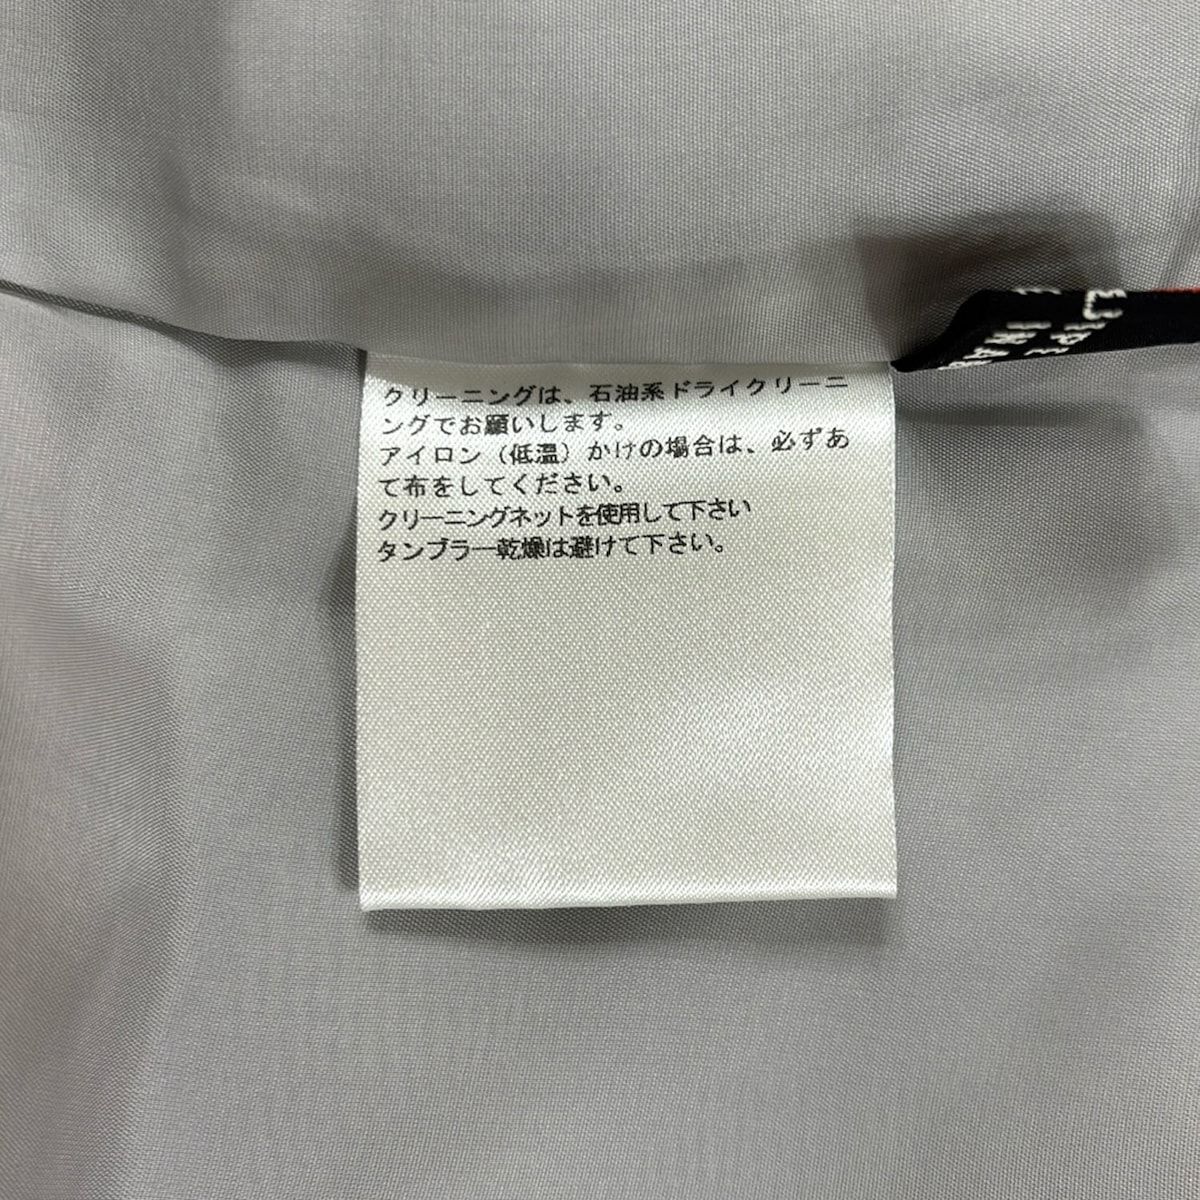 クリーニングは、石油系ドライクリーニ
ングでお願いします。
アイロン（低温）かけの場合は、必ずあ
て布をしてください。
クリーニングネットを使用して下さい
タンブラー乾燥は避けて下さい。